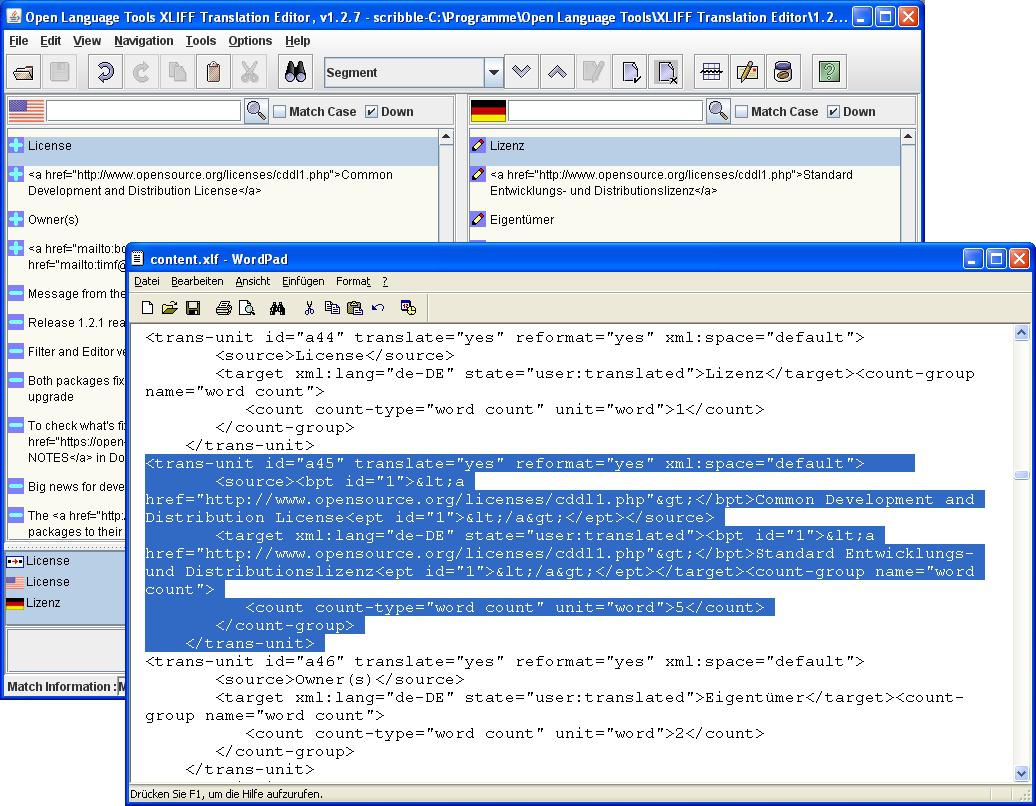 Open Language Tools XLIFF Translation Editor, v1.2.7 - scribble-C:\Programme\Open Language Tools\XLIFF Translation Editor\1.2...
File Edit View Navigation Tools Options Help
Segment
Match Case Down
Match Case Down
License
<a href="http://www.opensource.org/licenses/cddl1.php">Common
Development and Distribution License</a>
Owner(s)
<a href="mailto:bo
href="mailto:timf@
Message from the
Release 1.2.1 rea
Filter and Editor ve
Both packages fix
upgrade
To check what's fi
href="https://open
NOTES</a> in Do
Big news for deve
The <a href="http:
packages to their
License
License
Lizenz
Match Information :
Lizenz
<a href="http://www.opensource.org/licenses/cddl1.php">Standard
Entwicklungs- und Distributionslizenz</a>
Eigentümer
content.xlf - WordPad
Datei Bearbeiten Ansicht Einfügen Format ?
<trans-unit id="a44" translate="yes" reformat="yes" xml:space="default">
<source>License</source>
<target xml:lang="de-DE" state="user:translated">Lizenz</target><count-group
name="word count">
<count count-type="word count" unit="word">1</count>
</count-group>
</trans-unit>
<trans-unit id="a45" translate="yes" reformat="yes" xml:space="default">
<source><bpt id="1">&lt;a
href="http://www.opensource.org/licenses/cddl1.php"&gt;</bpt>Common Development and
Distribution License<ept id="1">&lt;/a&gt;</ept></source>
<target xml:lang="de-DE" state="user:translated"><bpt id="1">&lt;a
href="http://www.opensource.org/licenses/cddl1.php"&gt;</bpt>Standard Entwicklungs-
und Distributionslizenz<ept id="1">&lt;/a&gt;</ept></target><count-group name="word
count">
<count count-type="word count" unit="word">5</count>
</count-group>
</trans-unit>
<trans-unit id="a46" translate="yes" reformat="yes" xml:space="default">
<source>Owner(s)</source>
<target xml:lang="de-DE" state="user:translated">Eigentümer</target><count-
group name="word count">
<count count-type="word count" unit="word">2</count>
</count-group>
</trans-unit>
Drücken Sie F1, um die Hilfe aufzurufen.